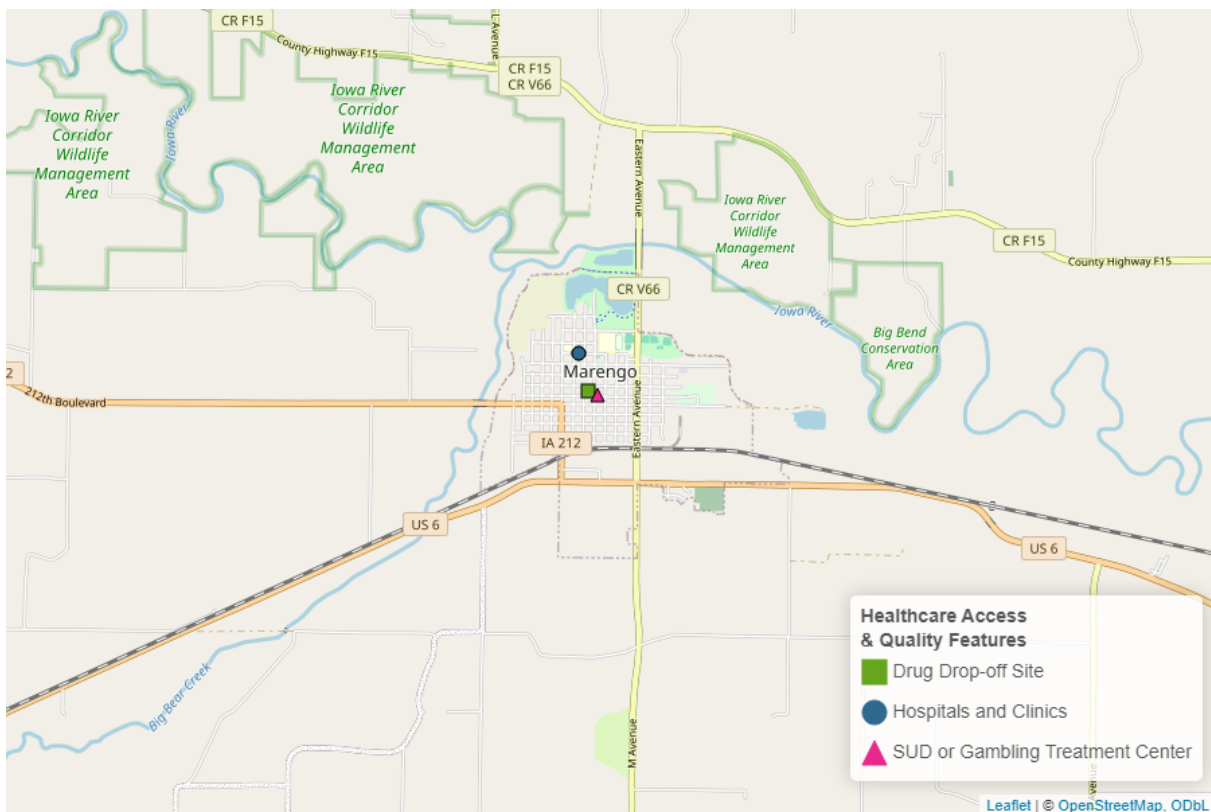 CR F15
County Highway F15
L Avenue
CR F15
CR V66
Iowa River
Corridor
Wildlife
Management
Area
Iowa River
Corridor
Wildlife
Management
Area
Iowa River
Eastern Avenue
Iowa River
Corridor
Wildlife
Management
Area
CR F15
County Highway F15
CR V66
Iowa River
Big Bend
Conservation
Area
Marengo
2
212th Boulevard
Eastern Avenue
IA 212
US 6
US 6
Big Bear Creek
M Avenue
Avenue
Healthcare Access
& Quality Features
Drug Drop-off Site
Hospitals and Clinics
SUD or Gambling Treatment Center
Leaflet | © OpenStreetMap, ODbL